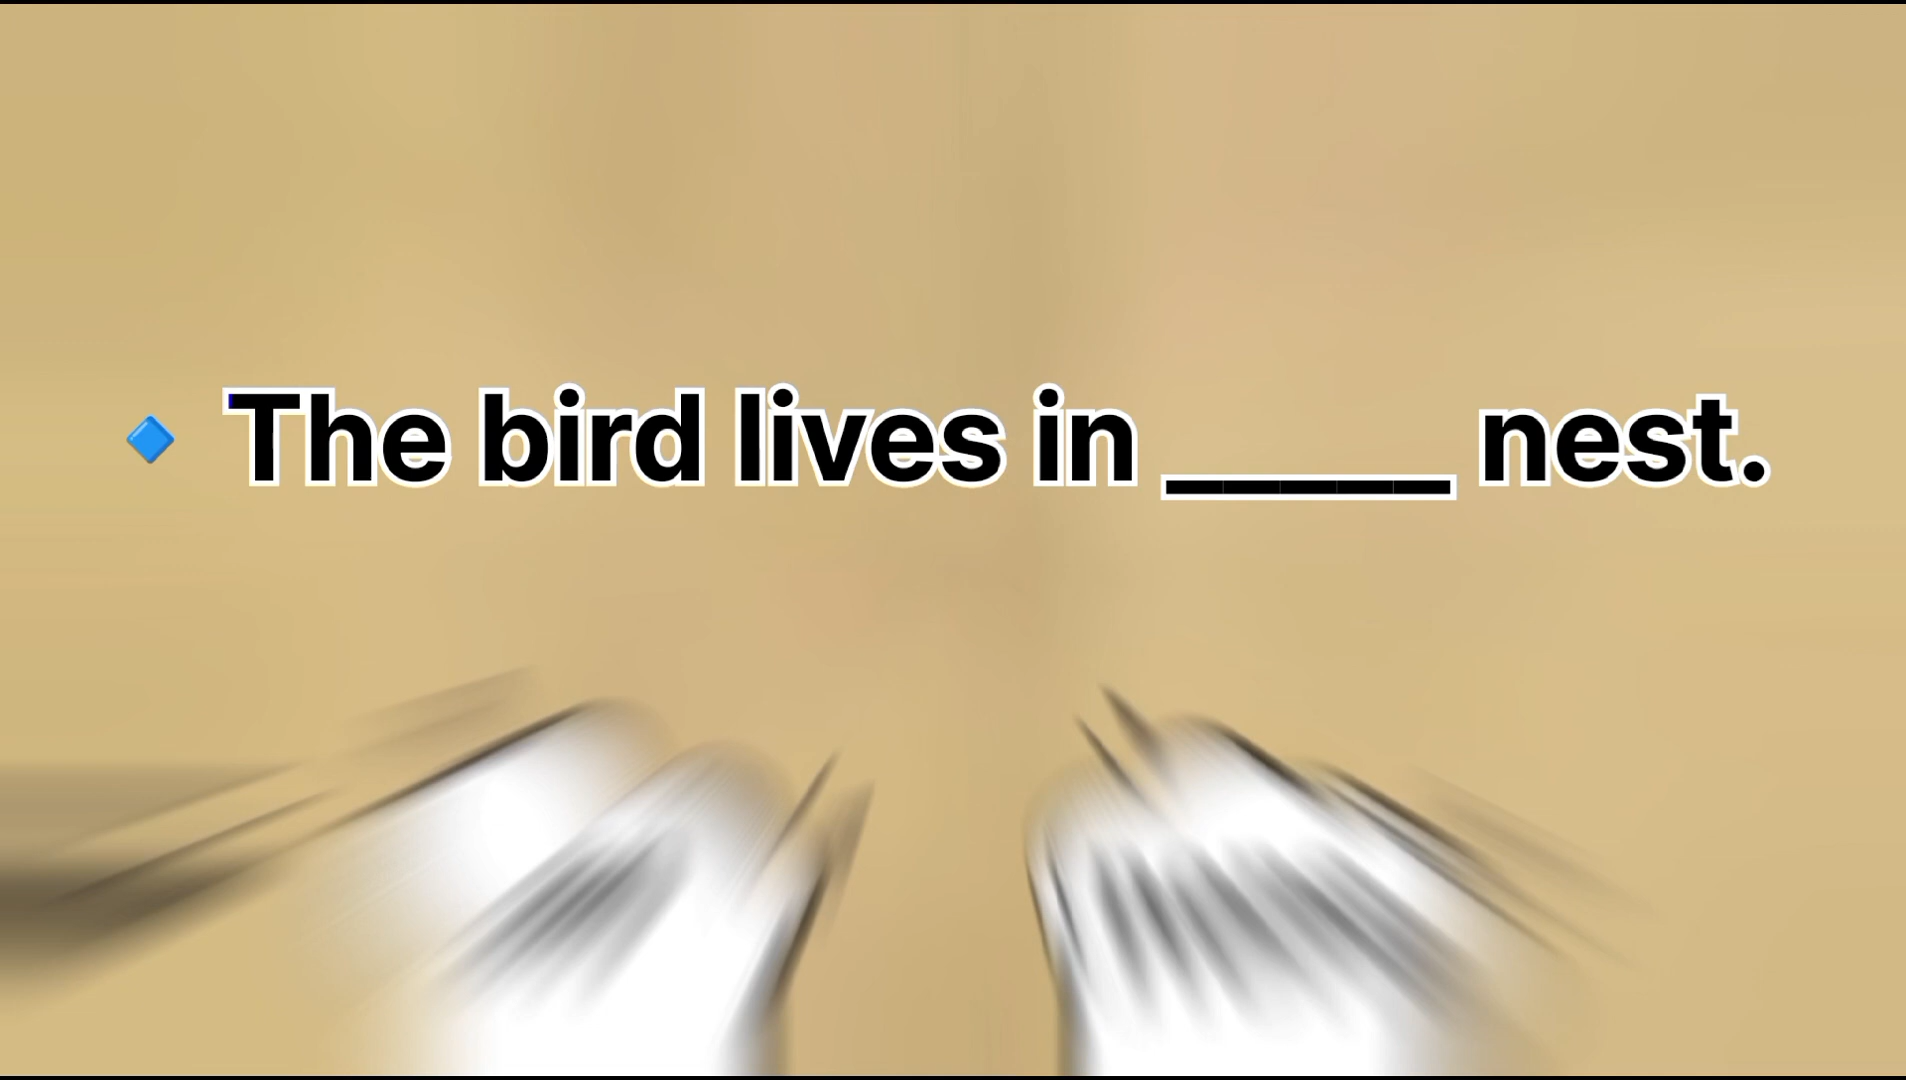 🔹 The bird lives in _____ nest.